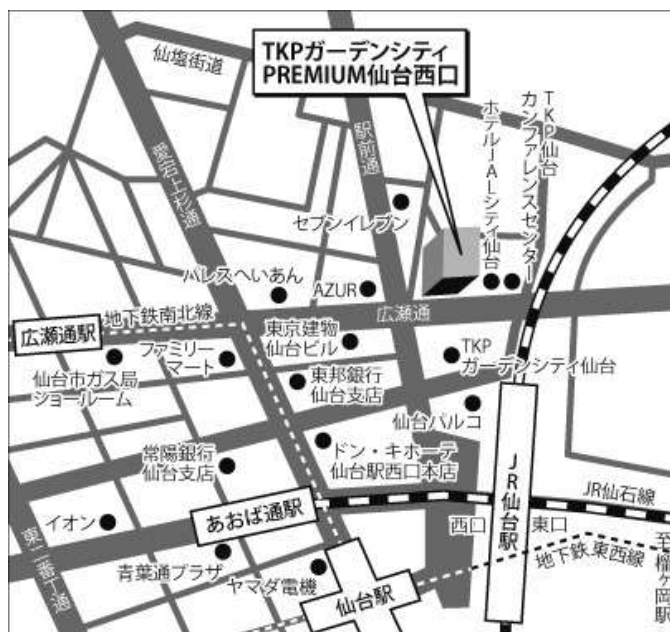 TKPガーデンシティ
PREMIUM仙台西口
仙塩街道
愛宕上杉通
駅前通
TKP仙台
カンファレンスセンター
ホテルJALシティ仙台
セブンイレブン
パレスへいあん
AZUR
広瀬通
地下鉄南北線
広瀬通駅
仙台市ガス局
ショールーム
ファミリー
マート
東京建物
仙台ビル
東邦銀行
仙台支店
TKP
ガーデンシティ仙台
仙台パルコ
常陽銀行
仙台支店
ドン・キホーテ
仙台駅西口本店
JR仙台駅
JR仙石線
あおば通駅
西口
東口
イオン
東二番丁通
青葉通プラザ
ヤマダ電機
仙台駅
地下鉄東西線
至榴ヶ岡駅